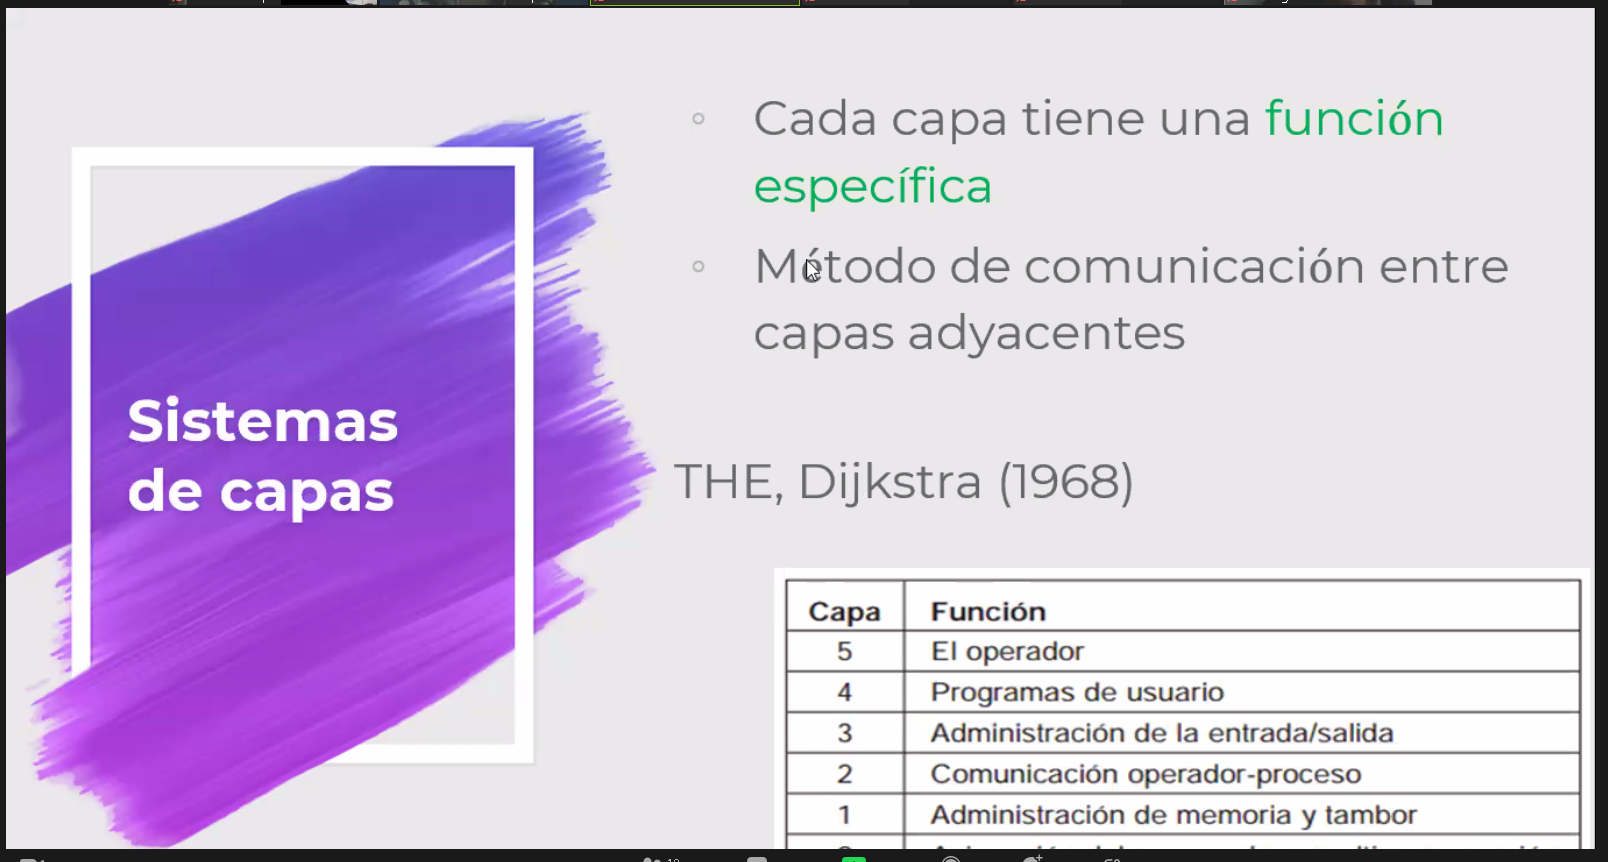 Cada capa tiene una función
específica
Método de comunicación entre
capas adyacentes
Sistemas
de capas
THE, Dijkstra (1968)
Capa Función
5 El operador
4 Programas de usuario
3 Administración de la entrada/salida
2 Comunicación operador-proceso
1 Administración de memoria y tambor